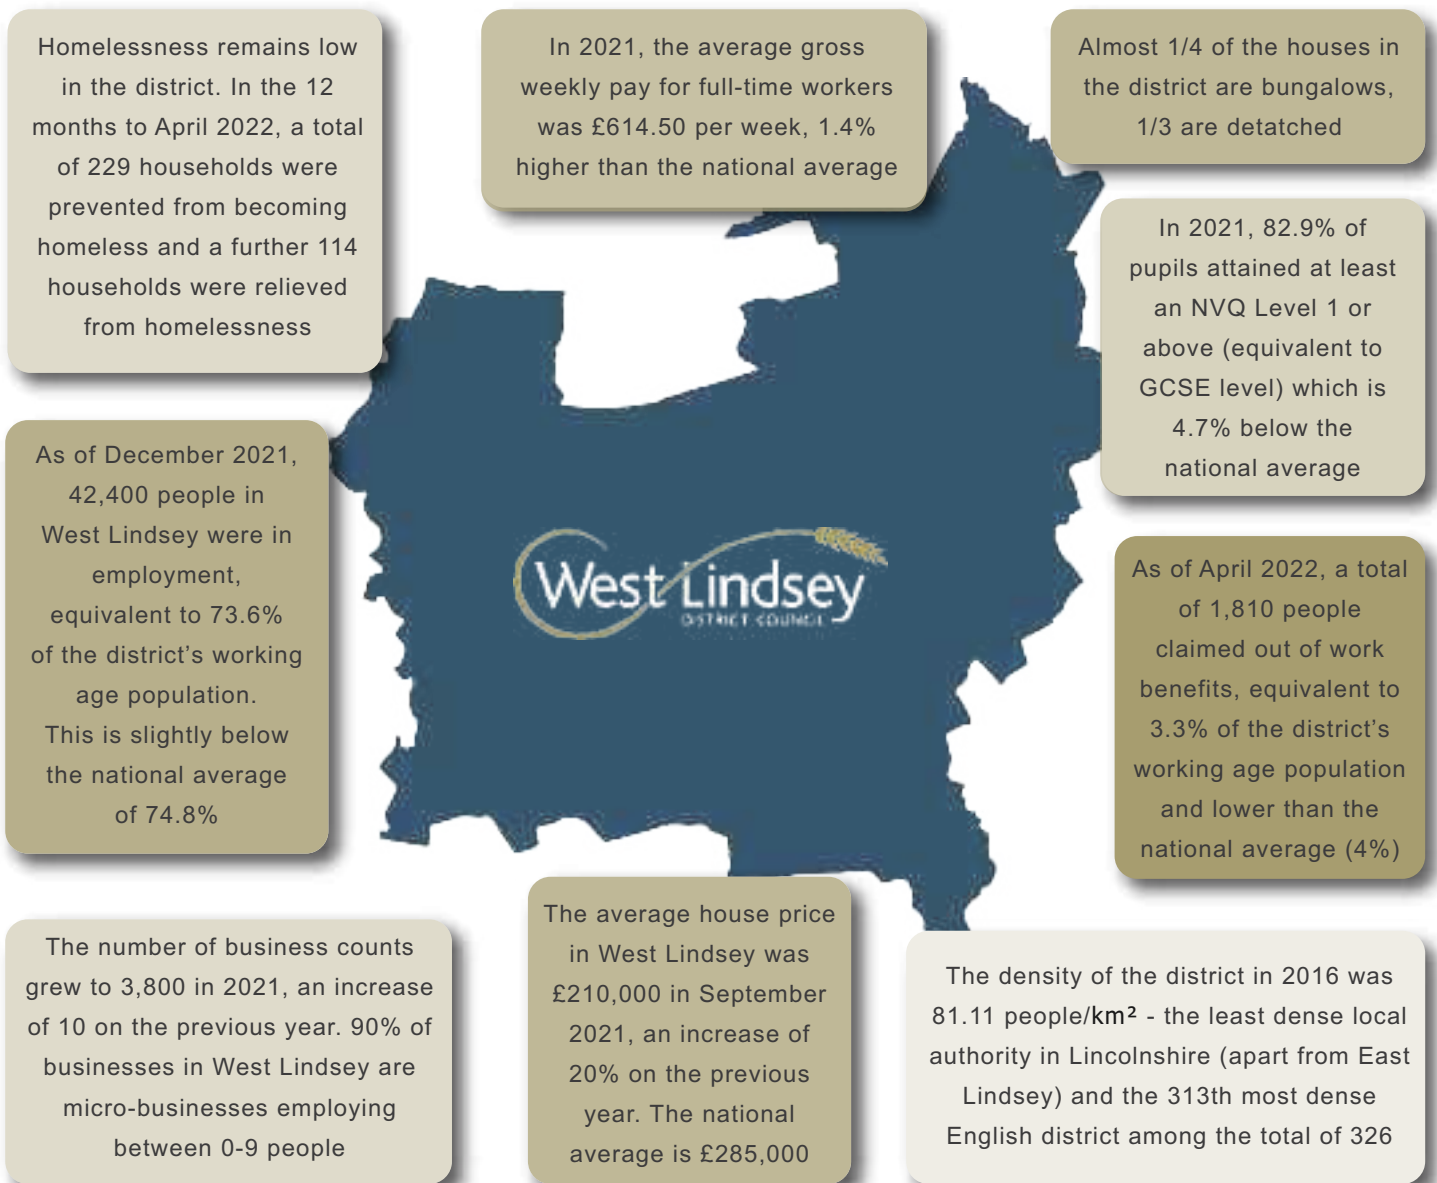 Homelessness remains low
in the district. In the 12
months to April 2022, a total
of 229 households were
prevented from becoming
homeless and a further 114
households were relieved
from homelessness
In 2021, the average gross
weekly pay for full-time workers
was £614.50 per week, 1.4%
higher than the national average
Almost 1/4 of the houses in
the district are bungalows,
1/3 are detatched
In 2021, 82.9% of
pupils attained at least
an NVQ Level 1 or
above (equivalent to
GCSE level) which is
4.7% below the
national average
As of December 2021,
42,400 people in
West Lindsey were in
employment,
equivalent to 73.6%
of the district’s working
age population.
This is slightly below
the national average
of 74.8%
West Lindsey
DISTRICT COUNCIL
As of April 2022, a total
of 1,810 people
claimed out of work
benefits, equivalent to
3.3% of the district’s
working age population
and lower than the
national average (4%)
The number of business counts
grew to 3,800 in 2021, an increase
of 10 on the previous year. 90% of
businesses in West Lindsey are
micro-businesses employing
between 0-9 people
The average house price
in West Lindsey was
£210,000 in September
2021, an increase of
20% on the previous
year. The national
average is £285,000
The density of the district in 2016 was
81.11 people/km² - the least dense local
authority in Lincolnshire (apart from East
Lindsey) and the 313th most dense
English district among the total of 326